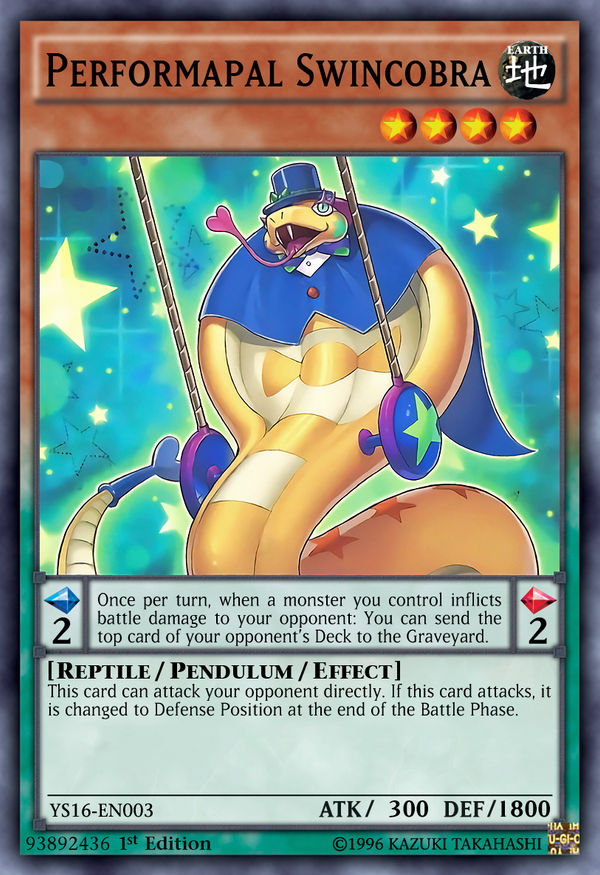 PERFORMAPAL SWINCOBRA
EARTH
地
2
Once per turn, when a monster you control inflicts
battle damage to your opponent: You can send the
top card of your opponent's Deck to the Graveyard.
2
[REPTILE / PENDULUM / EFFECT]
This card can attack your opponent directly. If this card attacks, it
is changed to Defense Position at the end of the Battle Phase.
YS16-EN003 ATK/ 300 DEF/1800
93892436 1st Edition ©1996 KAZUKI TAKAHASHI